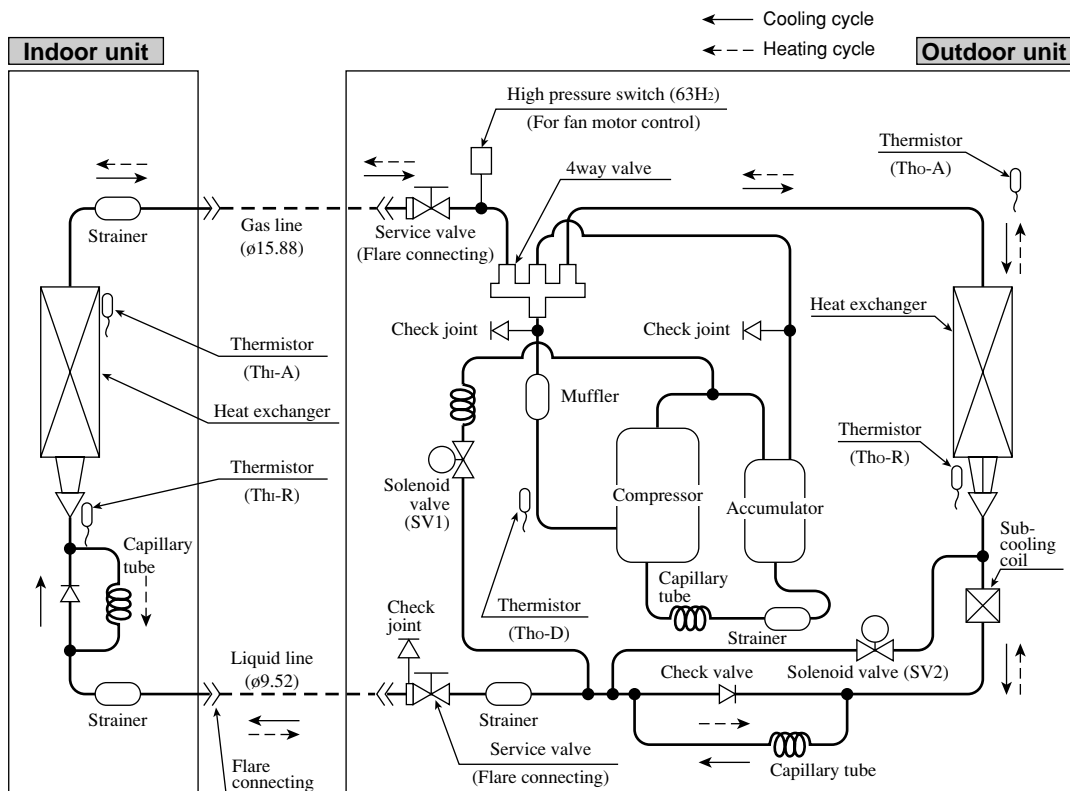 Cooling cycle
Heating cycle
Indoor unit
Outdoor unit
High pressure switch (63H2)
(For fan motor control)
4way valve
Thermistor
(ThO-A)
Strainer
Gas line
(ø15.88)
Service valve
(Flare connecting)
Thermistor
(ThI-A)
Heat exchanger
Check joint
Check joint
Heat exchanger
Muffler
Thermistor
(ThI-R)
Solenoid
valve
(SV1)
Compressor
Accumulator
Thermistor
(ThO-R)
Capillary
tube
Capillary
tube
Strainer
Sub-
cooling
coil
Check
joint
Thermistor
(ThO-D)
Solenoid valve (SV2)
Check valve
Liquid line
(ø9.52)
Strainer
Strainer
Service valve
(Flare connecting)
Flare
connecting
Capillary tube